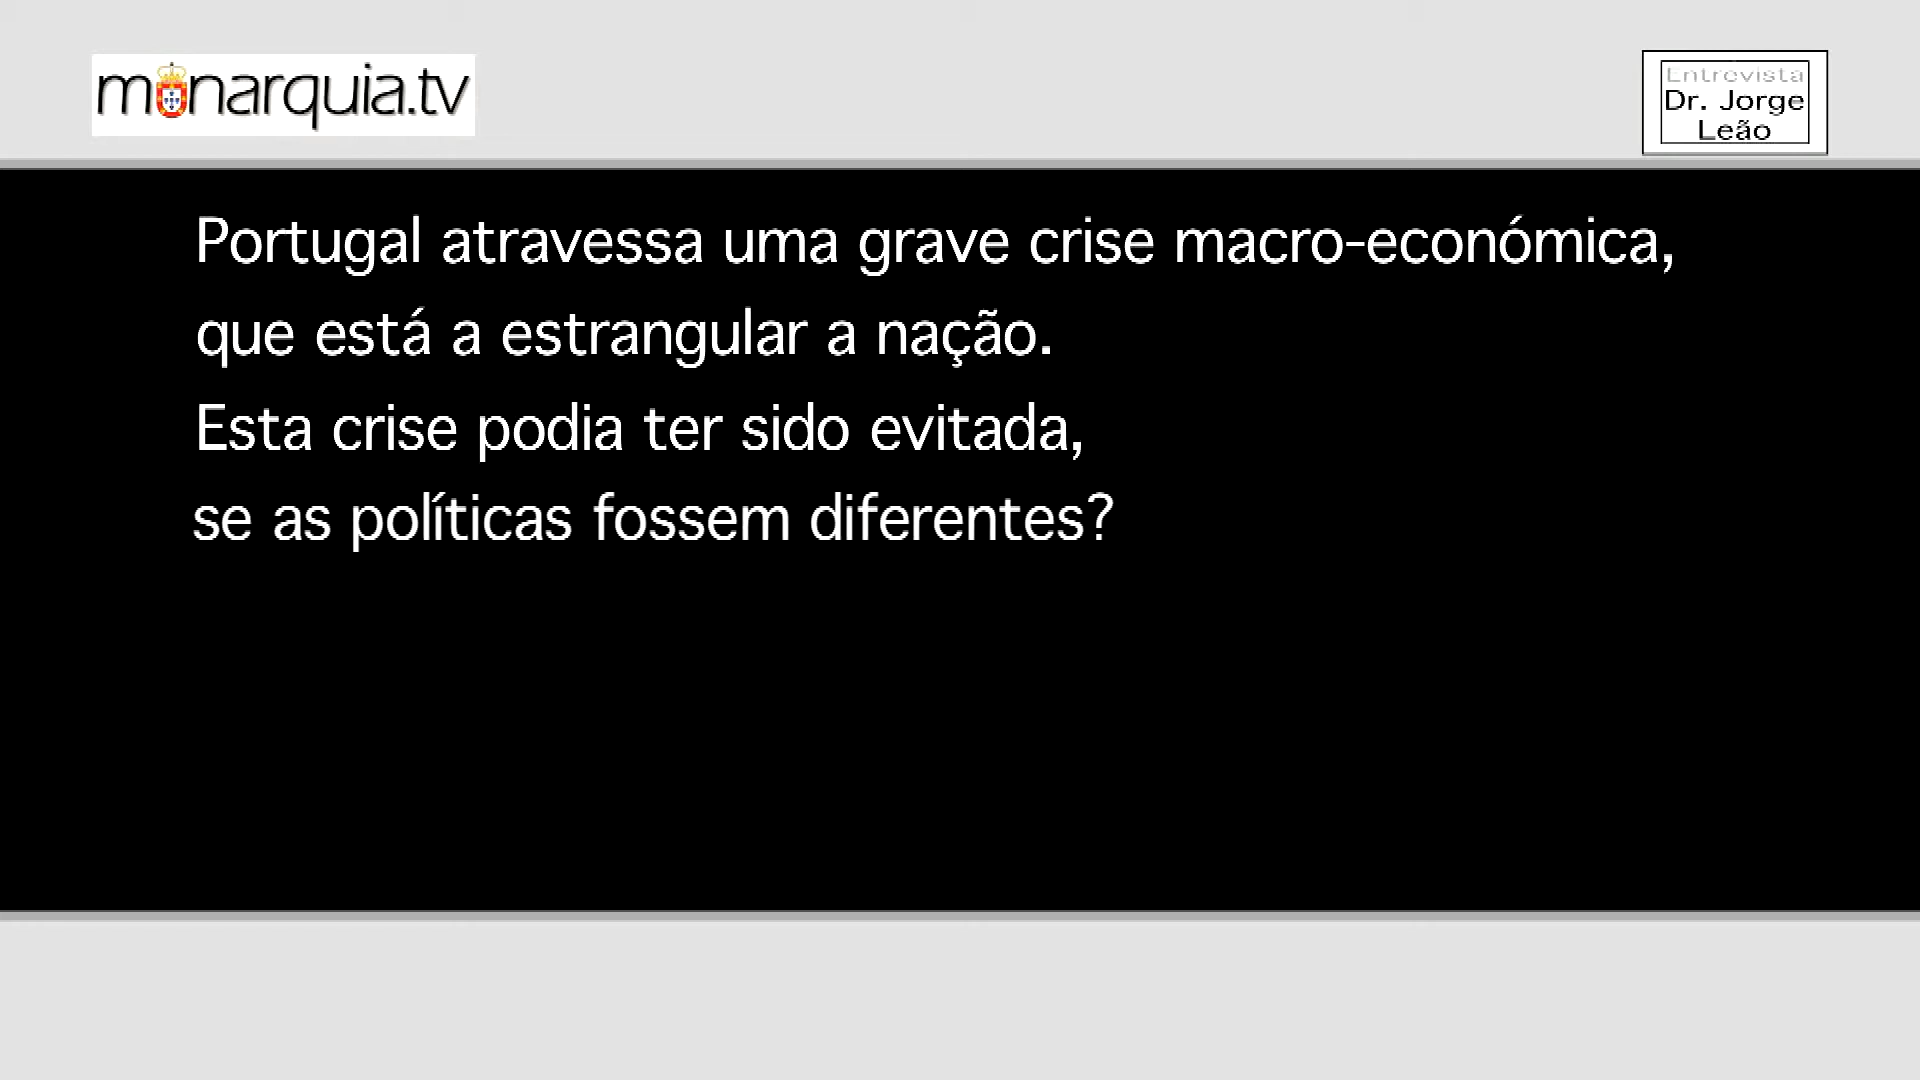 monarquia.tv
Entrevista
Dr. Jorge
Leão
Portugal atravessa uma grave crise macro-económica,
que está a estrangular a nação.
Esta crise podia ter sido evitada,
se as políticas fossem diferentes?